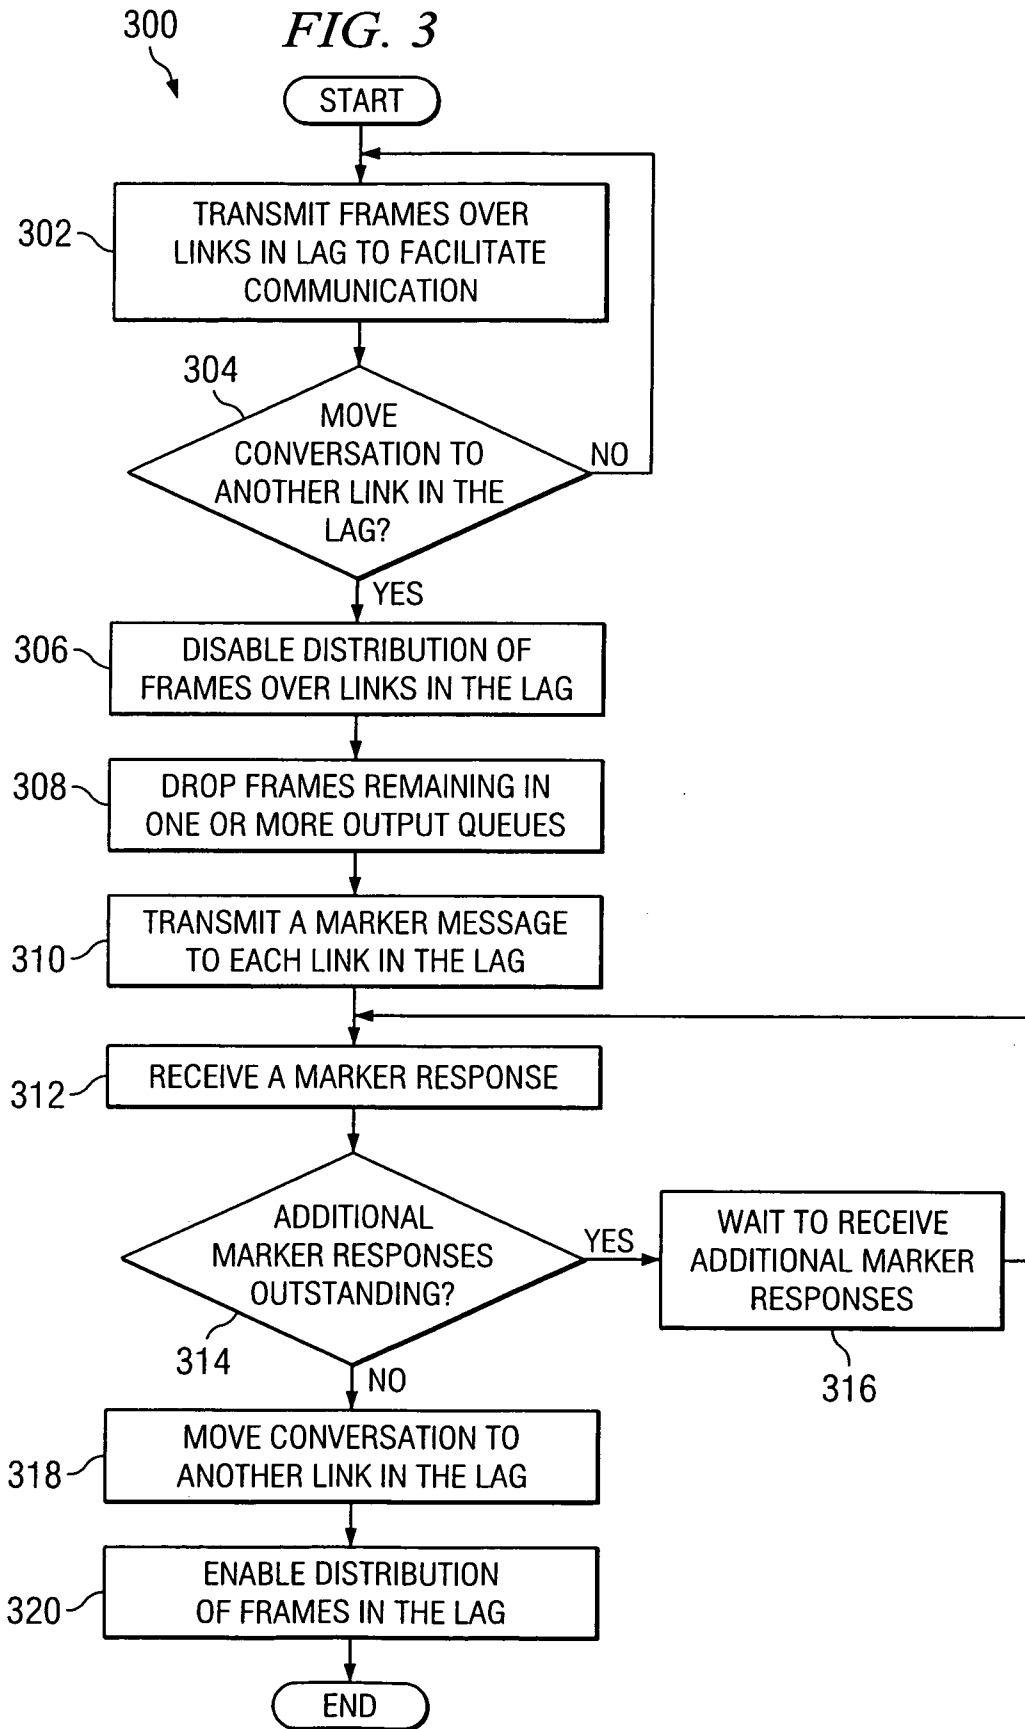 300
FIG. 3
START
302
TRANSMIT FRAMES OVER
LINKS IN LAG TO FACILITATE
COMMUNICATION
304
MOVE
CONVERSATION TO
ANOTHER LINK IN THE
LAG?
NO
YES
306
DISABLE DISTRIBUTION OF
FRAMES OVER LINKS IN THE LAG
308
DROP FRAMES REMAINING IN
ONE OR MORE OUTPUT QUEUES
310
TRANSMIT A MARKER MESSAGE
TO EACH LINK IN THE LAG
312
RECEIVE A MARKER RESPONSE
314
ADDITIONAL
MARKER RESPONSES
OUTSTANDING?
YES
WAIT TO RECEIVE
ADDITIONAL MARKER
RESPONSES
316
NO
318
MOVE CONVERSATION TO
ANOTHER LINK IN THE LAG
320
ENABLE DISTRIBUTION
OF FRAMES IN THE LAG
END